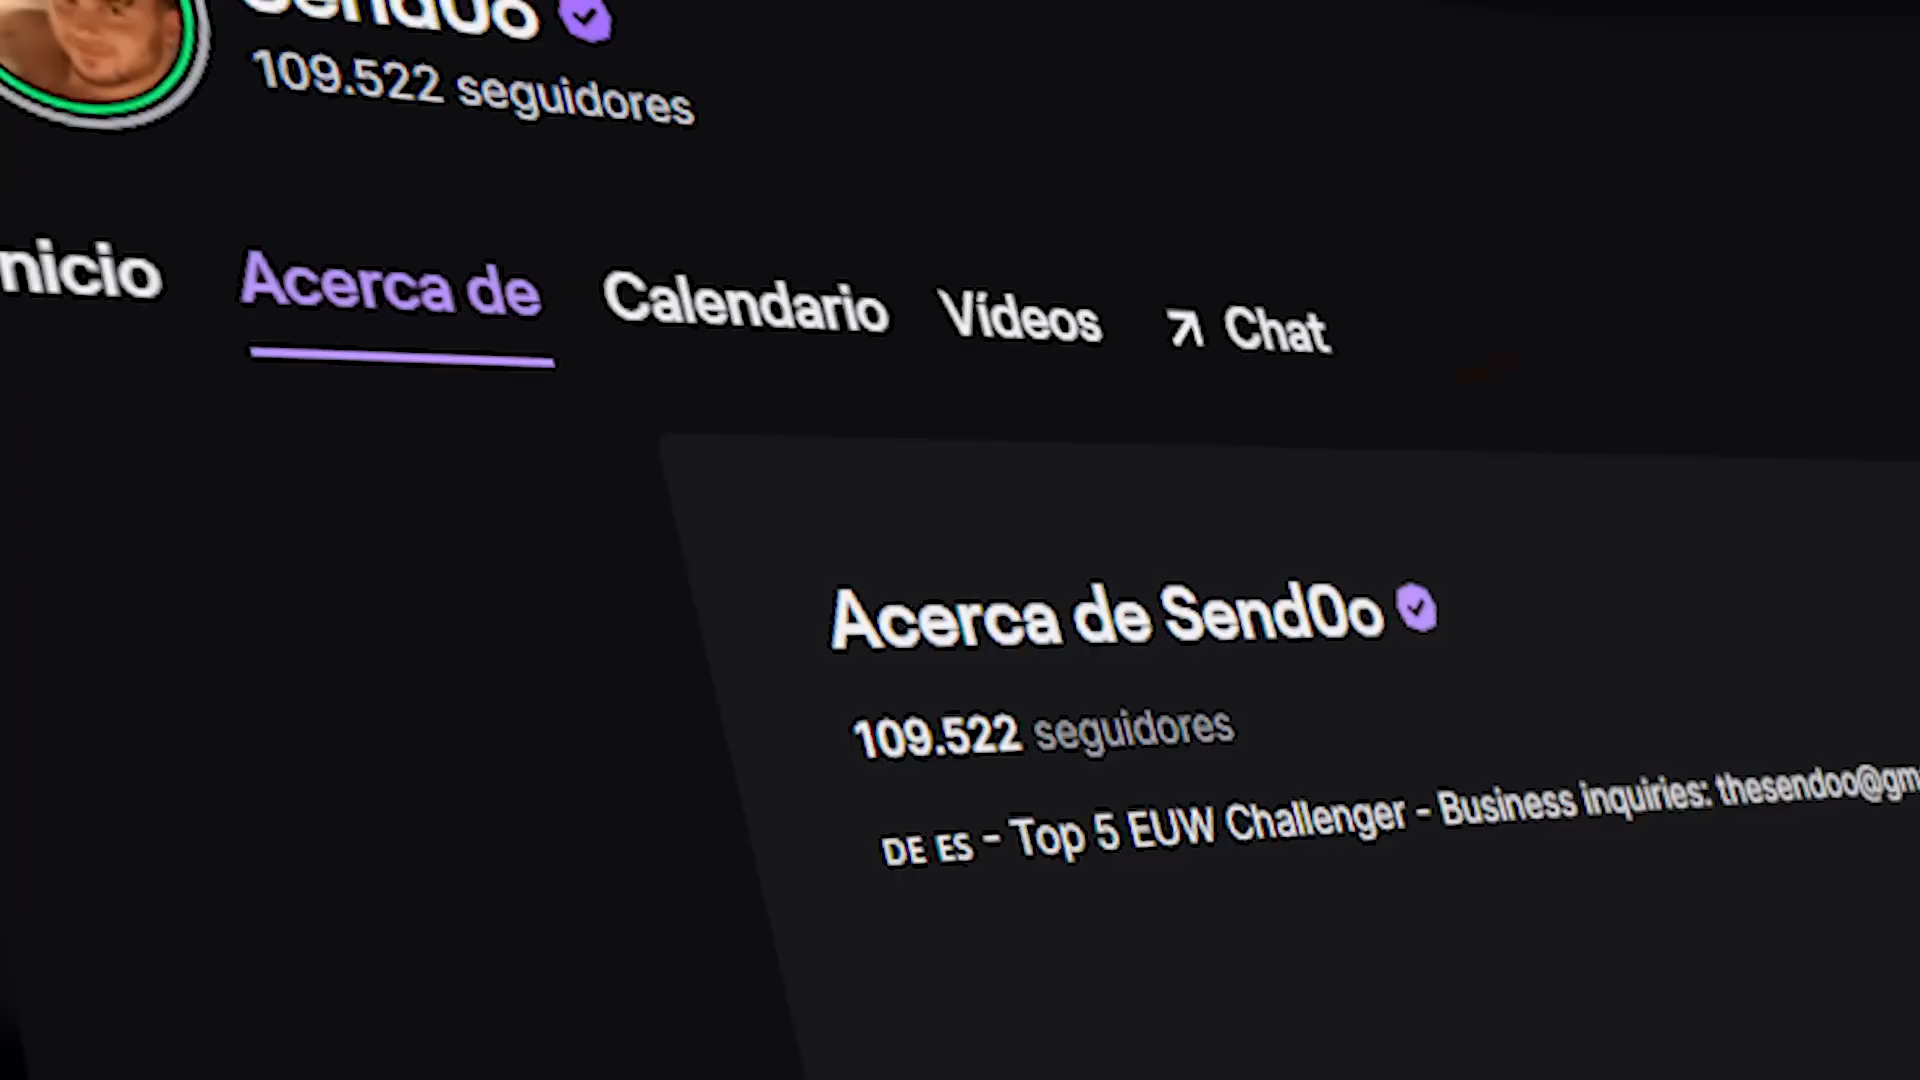 Send0o
109.522 seguidores
nicio
Acerca de
Calendario
Vídeos
Chat
Acerca de Send0o
109.522 seguidores
DE ES - Top 5 EUW Challenger - Business inquiries: thesendoo@gm